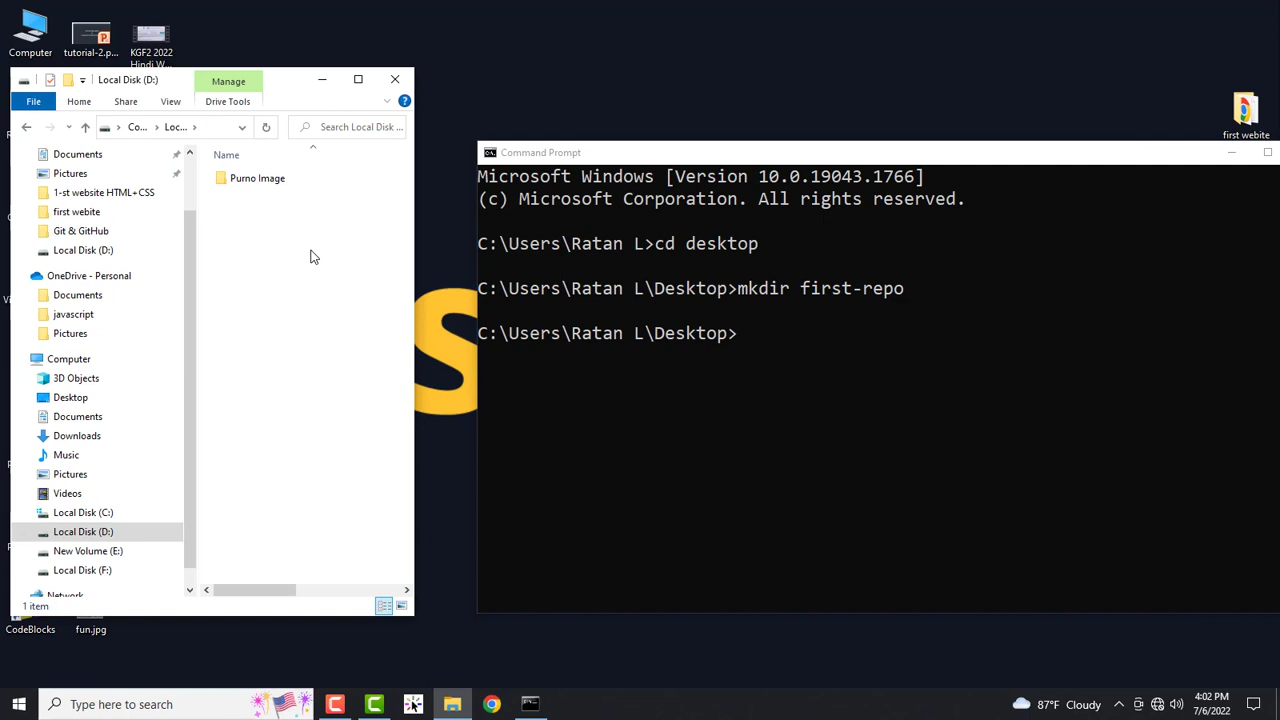 Computer
tutorial-2.p...
KGF2 2022
Hindi W...
Local Disk (D:)
Manage
File
Home
Share
View
Drive Tools
Co...
Loc...
Search Local Disk ...
Documents
Pictures
1-st website HTML+CSS
first webite
Git & GitHub
Local Disk (D:)
OneDrive - Personal
Documents
javascript
Pictures
Computer
3D Objects
Desktop
Documents
Downloads
Music
Pictures
Videos
Local Disk (C:)
Local Disk (D:)
New Volume (E:)
Local Disk (F:)
Network
Name
Purno Image
1 item
CodeBlocks
fun.jpg
first webite
Command Prompt
Microsoft Windows [Version 10.0.19043.1766]
(c) Microsoft Corporation. All rights reserved.
C:\Users\Ratan L>cd desktop
C:\Users\Ratan L\Desktop>mkdir first-repo
C:\Users\Ratan L\Desktop>
Type here to search
87°F Cloudy
4:02 PM
7/6/2022